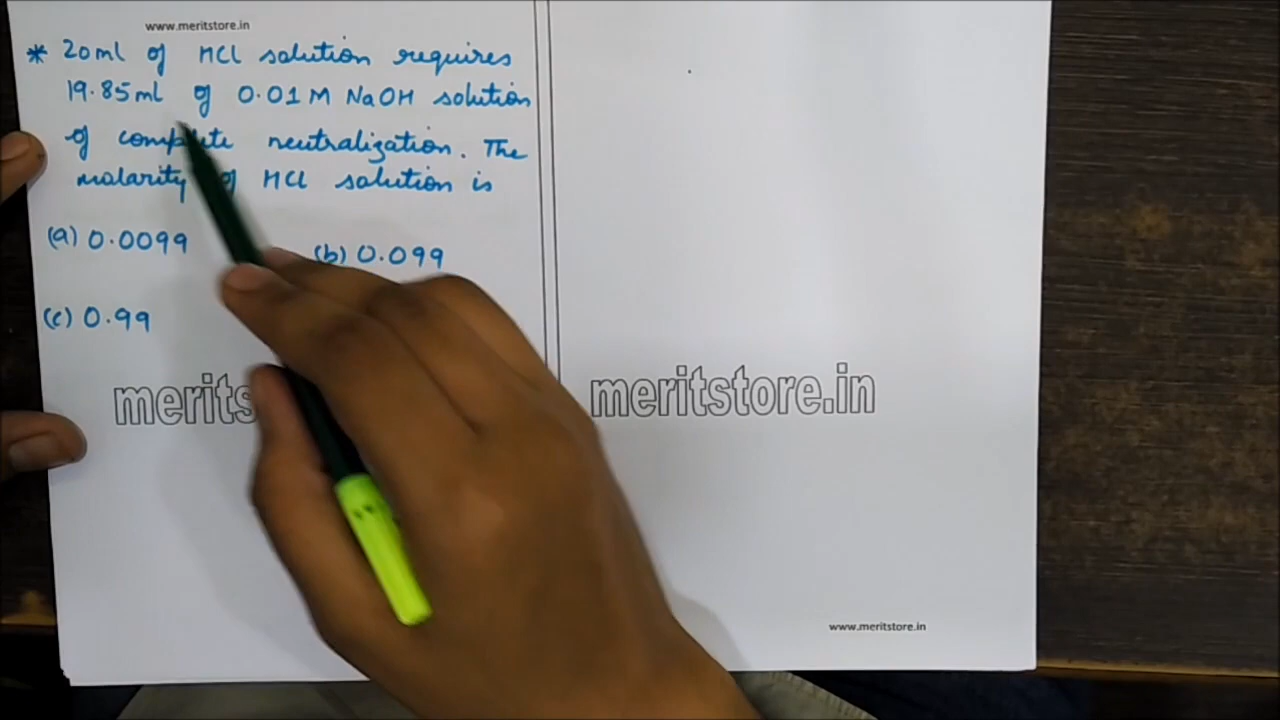 www.meritstore.in
* 20ml of HCl solution requires
19.85ml of 0.01M NaOH solution
of complete neutralization. The
molarity of HCl solution is
(a) 0.0099
(b) 0.099
(c) 0.99
merits
meritstore.in
www.meritstore.in